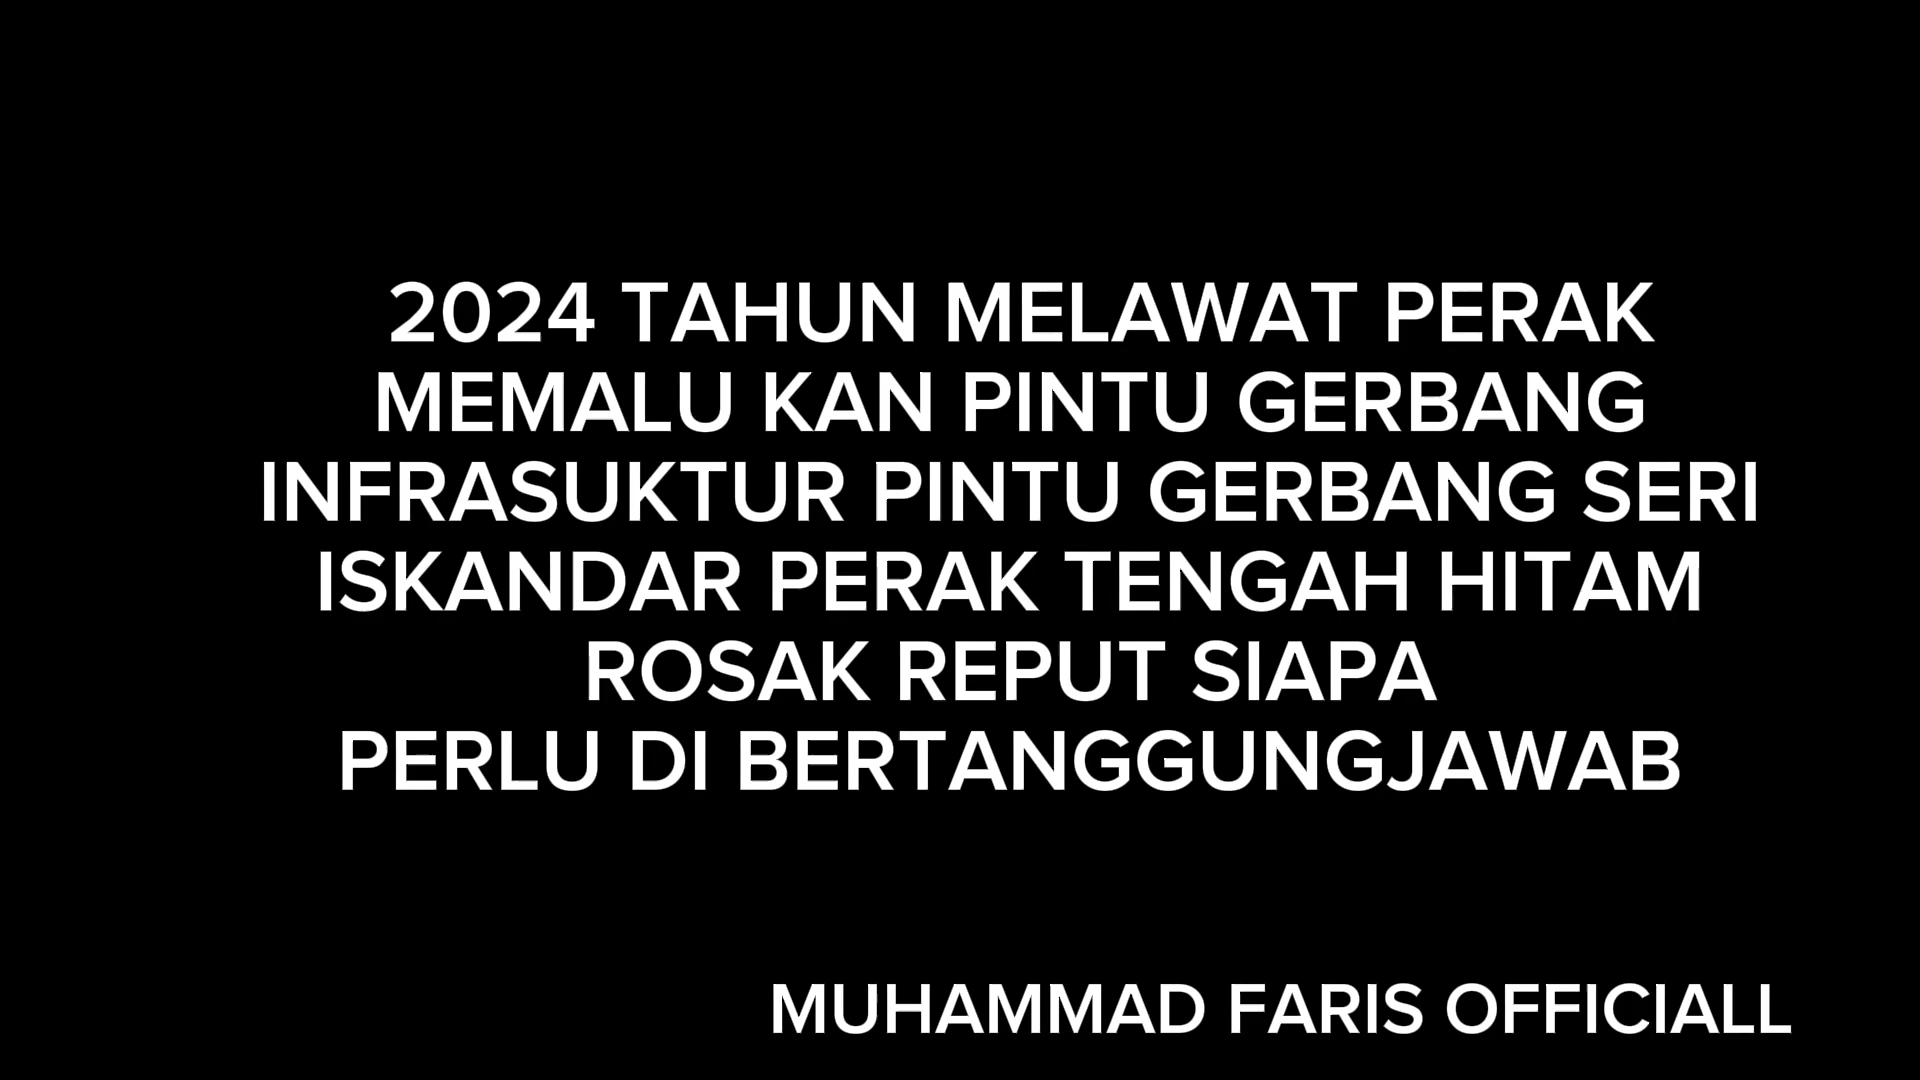 2024 TAHUN MELAWAT PERAK
MEMALU KAN PINTU GERBANG
INFRASUKTUR PINTU GERBANG SERI
ISKANDAR PERAK TENGAH HITAM
ROSAK REPUT SIAPA
PERLU DI BERTANGGUNGJAWAB
MUHAMMAD FARIS OFFICIALL